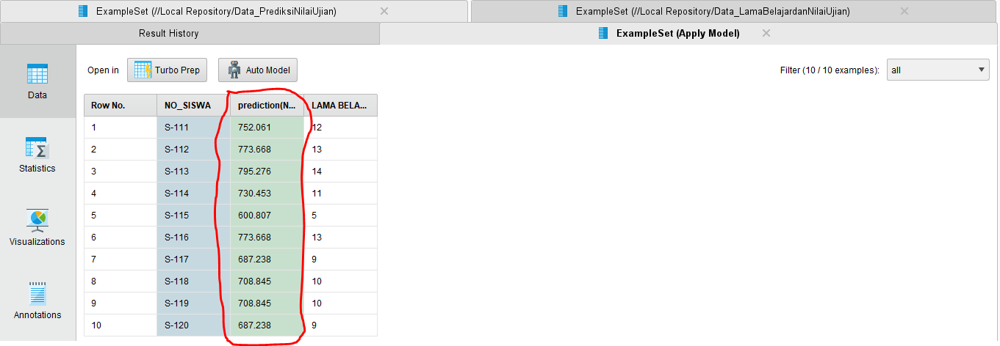 ExampleSet (//Local Repository/Data_PrediksiNilaiUjian)
ExampleSet (//Local Repository/Data_LamaBelajardanNilaiUjian)
Result History
ExampleSet (Apply Model)
Data
Statistics
Visualizations
Annotations
Open in
Turbo Prep
Auto Model
Filter (10 / 10 examples):
all
Row No. NO_SISWA prediction(N... LAMA BELA...
1 S-111 752.061 12
2 S-112 773.668 13
3 S-113 795.276 14
4 S-114 730.453 11
5 S-115 600.807 5
6 S-116 773.668 13
7 S-117 687.238 9
8 S-118 708.845 10
9 S-119 708.845 10
10 S-120 687.238 9